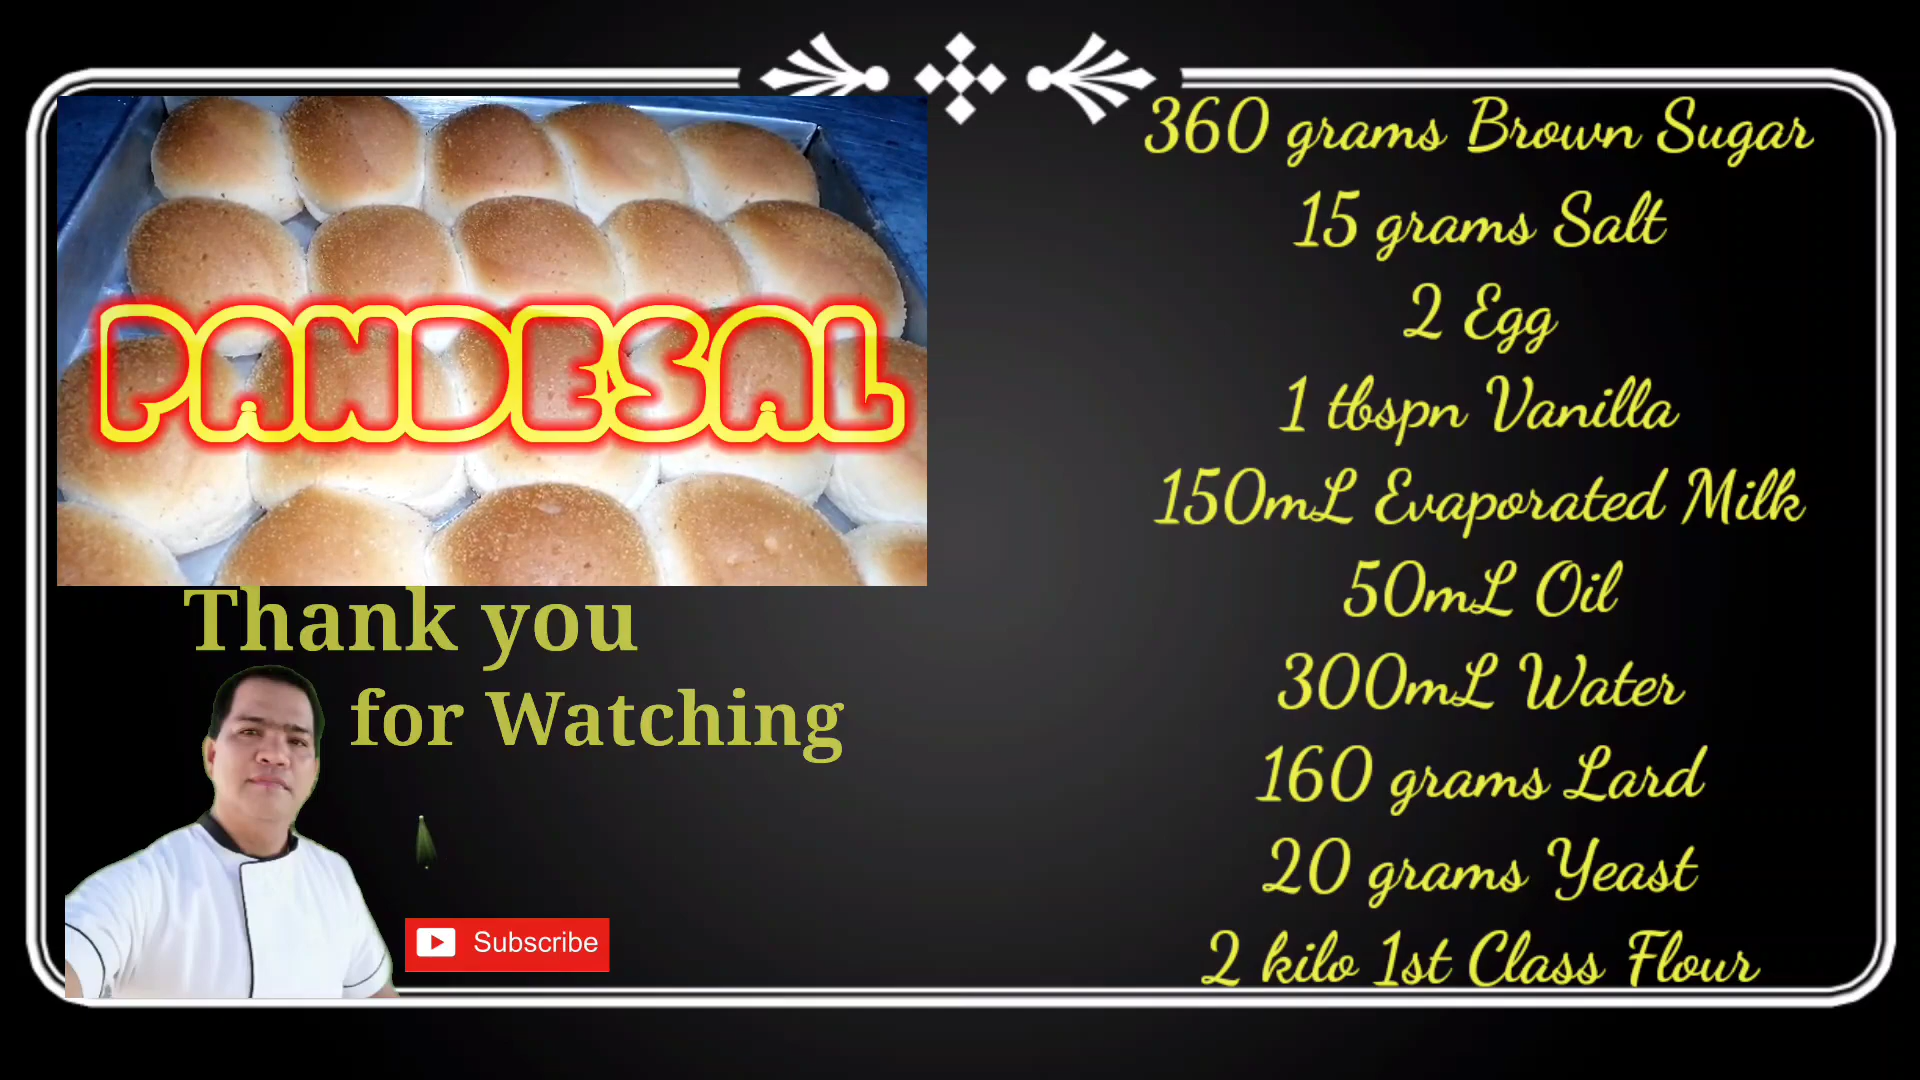 PANDESAL
Thank you
for Watching
Subscribe
360 grams Brown Sugar
15 grams Salt
2 Egg
1 tbspn Vanilla
150mL Evaporated Milk
50mL Oil
300mL Water
160 grams Lard
20 grams Yeast
2 kilo 1st Class Flour